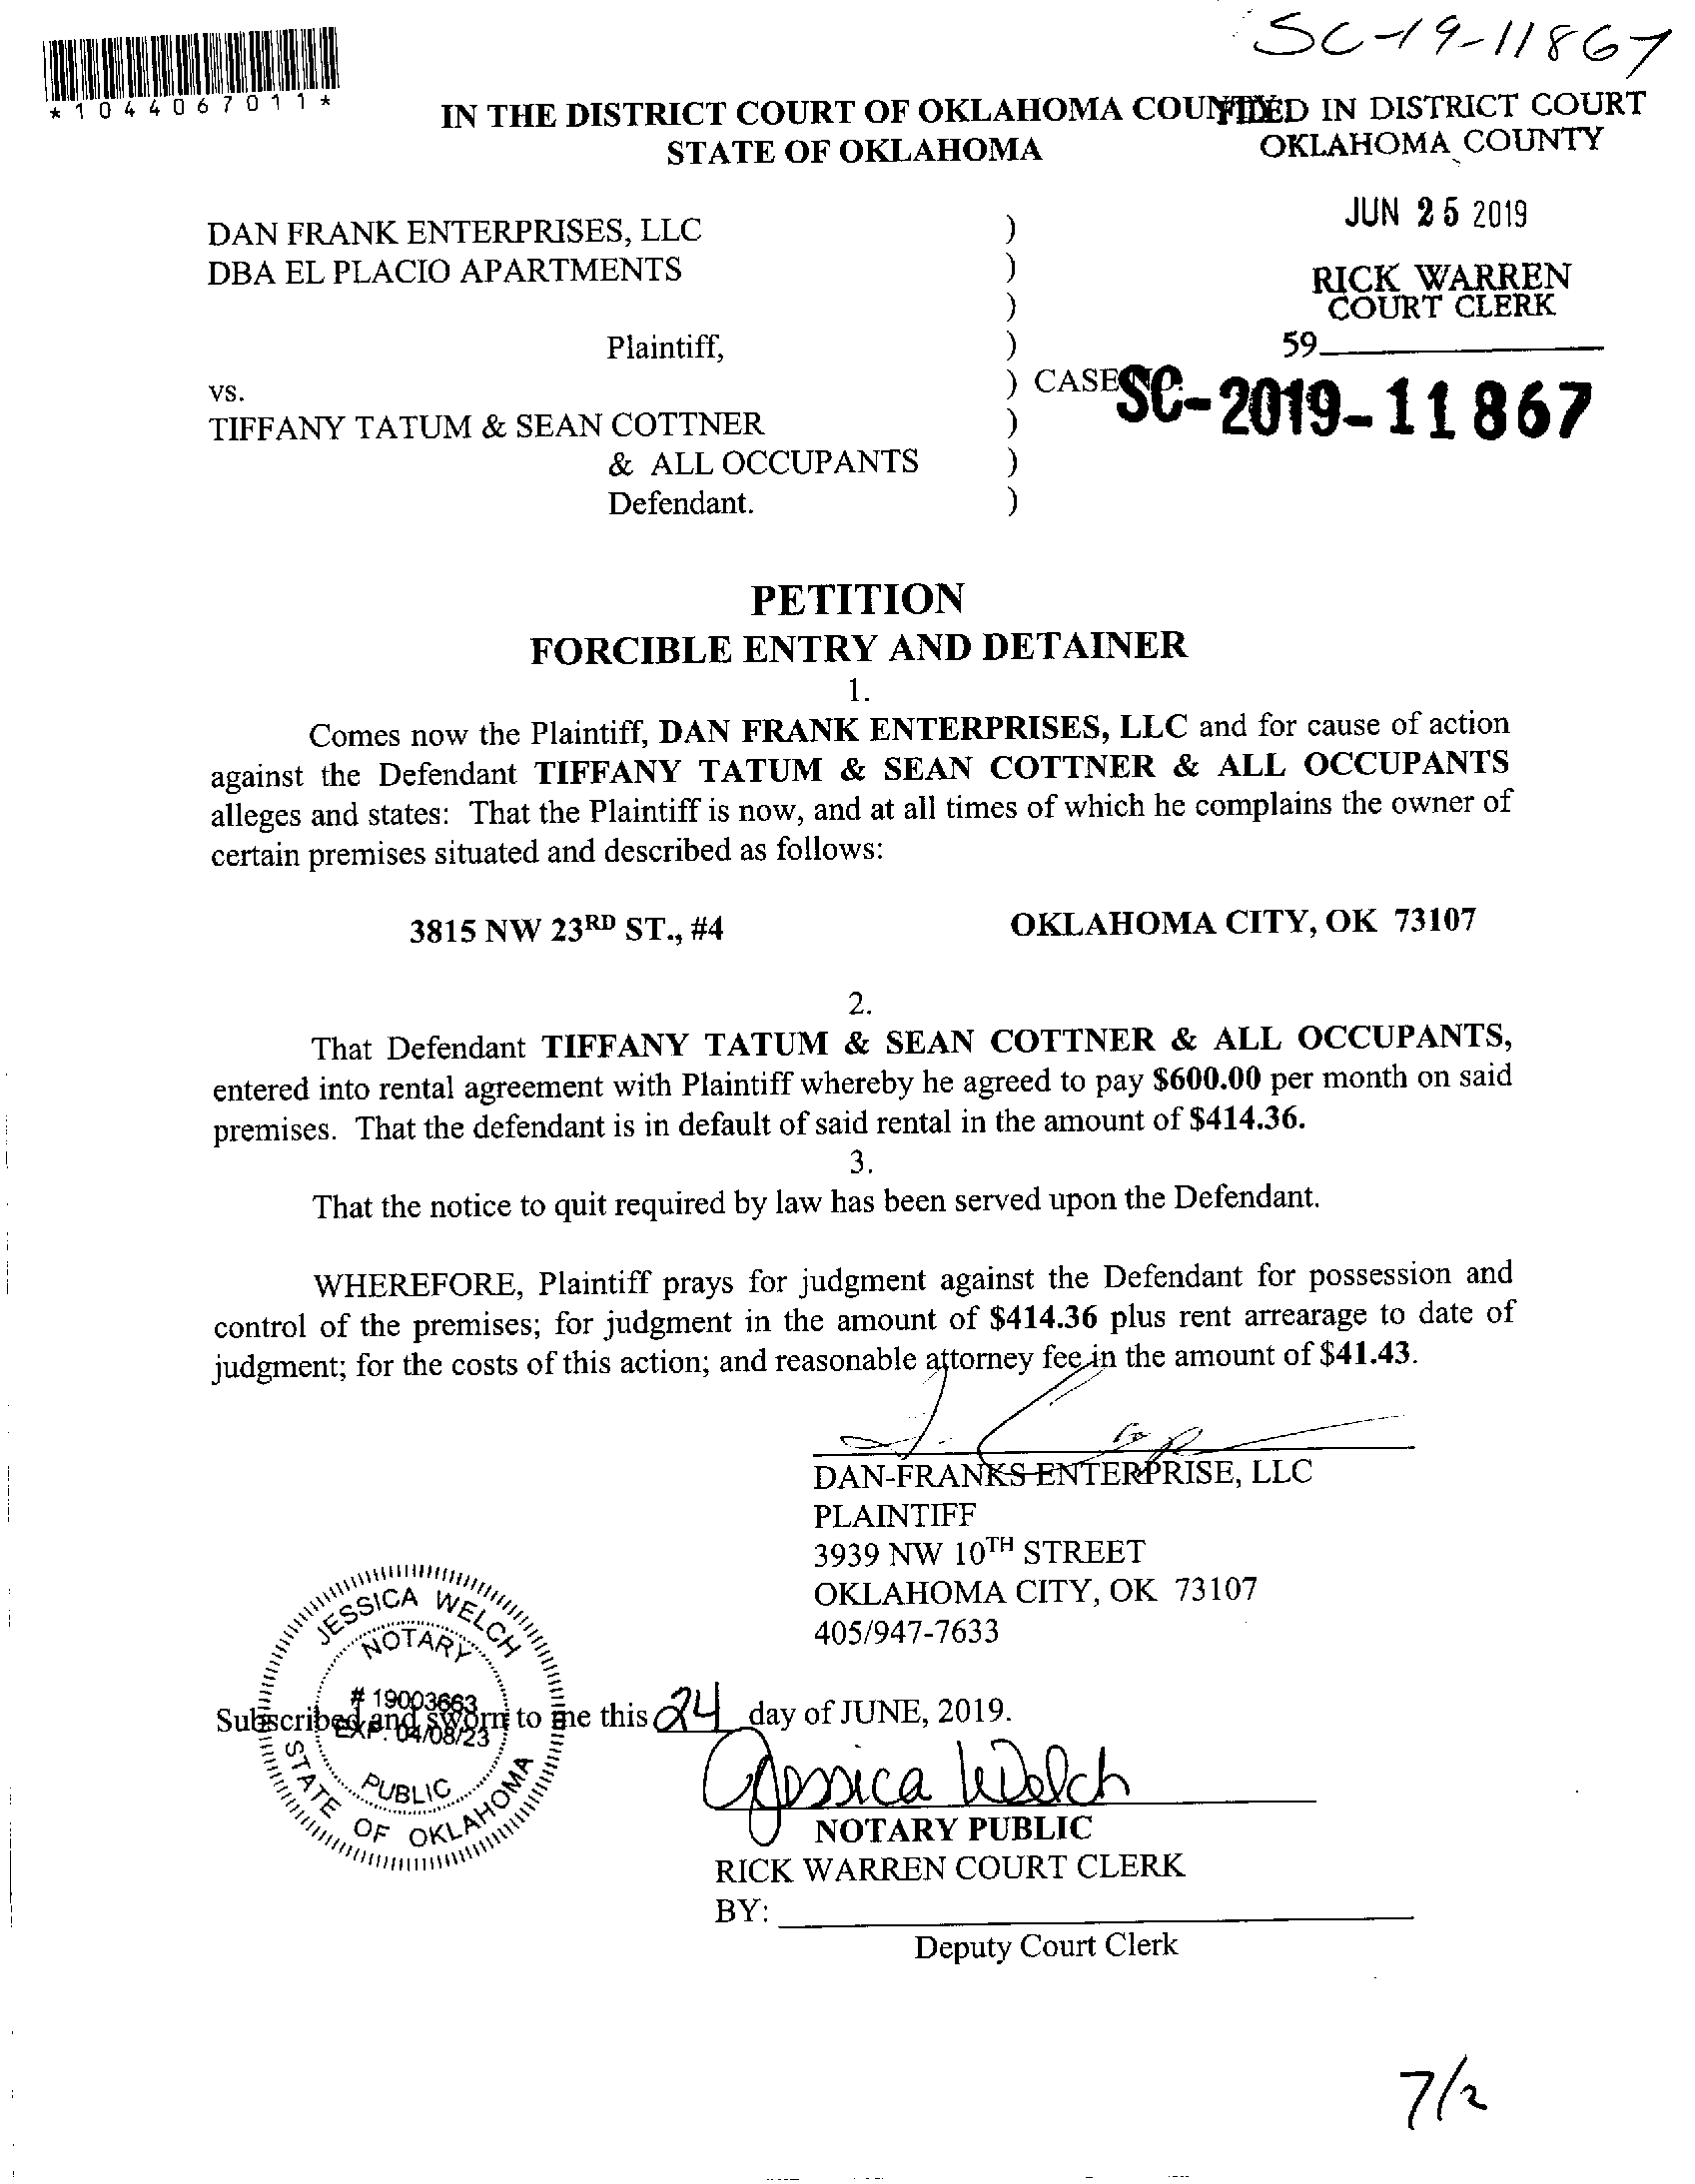 SC-19-11867
*1044067011*
IN THE DISTRICT COURT OF OKLAHOMA COUNTY
STATE OF OKLAHOMA
FILED IN DISTRICT COURT
OKLAHOMA COUNTY
JUN 25 2019
RICK WARREN
COURT CLERK
59
DAN FRANK ENTERPRISES, LLC )
DBA EL PLACIO APARTMENTS )
)
Plaintiff, )
vs. ) CASE NO.
SC-2019-11867
TIFFANY TATUM & SEAN COTTNER )
& ALL OCCUPANTS )
Defendant. )
PETITION
FORCIBLE ENTRY AND DETAINER
1.
Comes now the Plaintiff, DAN FRANK ENTERPRISES, LLC and for cause of action
against the Defendant TIFFANY TATUM & SEAN COTTNER & ALL OCCUPANTS
alleges and states: That the Plaintiff is now, and at all times of which he complains the owner of
certain premises situated and described as follows:
3815 NW 23RD ST., #4 OKLAHOMA CITY, OK 73107
2.
That Defendant TIFFANY TATUM & SEAN COTTNER & ALL OCCUPANTS,
entered into rental agreement with Plaintiff whereby he agreed to pay $600.00 per month on said
premises. That the defendant is in default of said rental in the amount of $414.36.
3.
That the notice to quit required by law has been served upon the Defendant.
WHEREFORE, Plaintiff prays for judgment against the Defendant for possession and
control of the premises; for judgment in the amount of $414.36 plus rent arrearage to date of
judgment; for the costs of this action; and reasonable attorney fee in the amount of $41.43.
DAN-FRANKS ENTERPRISE, LLC
PLAINTIFF
3939 NW 10TH STREET
OKLAHOMA CITY, OK 73107
405/947-7633
JESSICA WELCH
NOTARY
# 19003663
EXP. 04/08/23
PUBLIC
STATE OF OKLAHOMA
Subscribed and sworn to me this 24 day of JUNE, 2019.
Jessica Welch
NOTARY PUBLIC
RICK WARREN COURT CLERK
BY:
Deputy Court Clerk
7/2